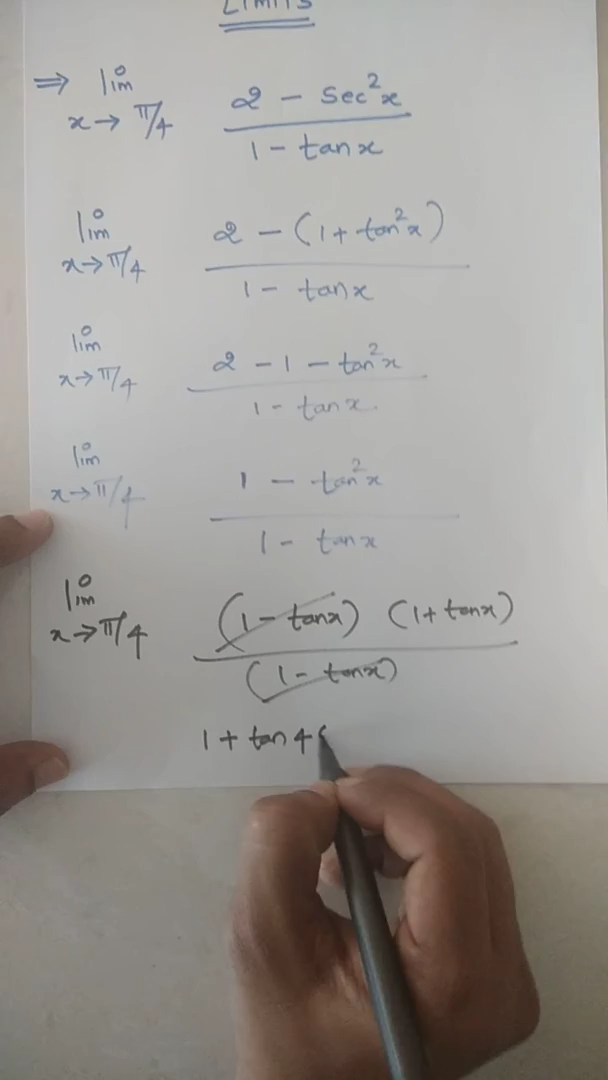 LIMITS
⇒ lim x→π/4 (2 - sec²x)/(1 - tanx)
lim x→π/4 (2 - (1 + tan²x))/(1 - tanx)
lim x→π/4 (2 - 1 - tan²x)/(1 - tanx)
lim x→π/4 (1 - tan²x)/(1 - tanx)
lim x→π/4 ((1 - tanx) (1 + tanx))/((1 - tanx))
1 + tan 4